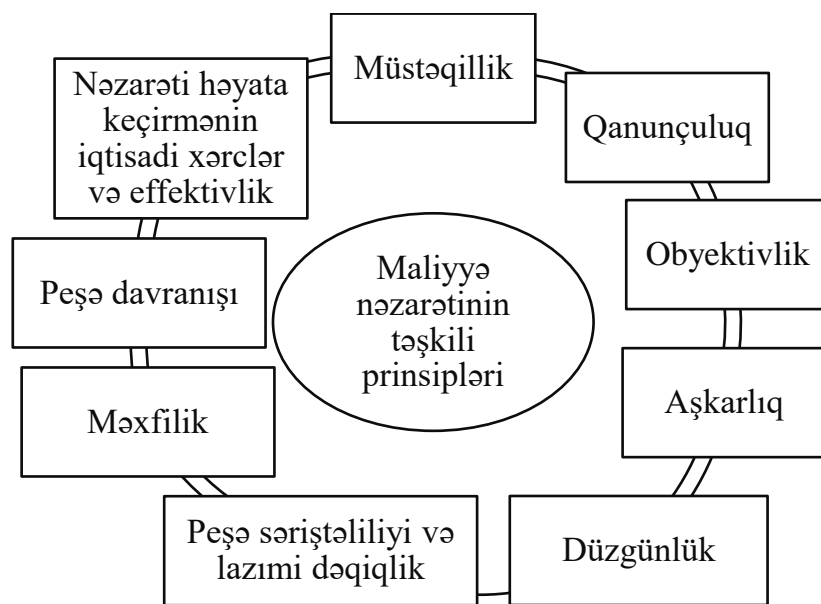 Müstəqillik
Qanunçuluq
Obyektivlik
Aşkarlıq
Düzgünlük
Peşə səriştəliliyi və
lazımi dəqiqlik
Məxfilik
Peşə davranışı
Nəzarəti həyata
keçirmənin
iqtisadi xərclər
və effektivlik
Maliyyə
nəzarətinin
təşkili
prinsipləri